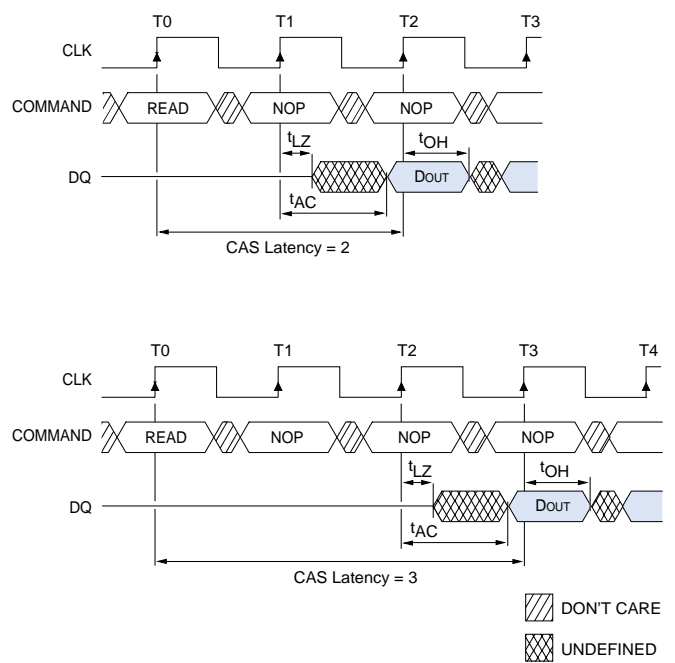 T0 T1 T2 T3
CLK
COMMAND READ NOP NOP
tLZ tOH
DQ DOUT
tAC
CAS Latency = 2
T0 T1 T2 T3 T4
CLK
COMMAND READ NOP NOP NOP
tLZ tOH
DQ DOUT
tAC
CAS Latency = 3
DON'T CARE
UNDEFINED